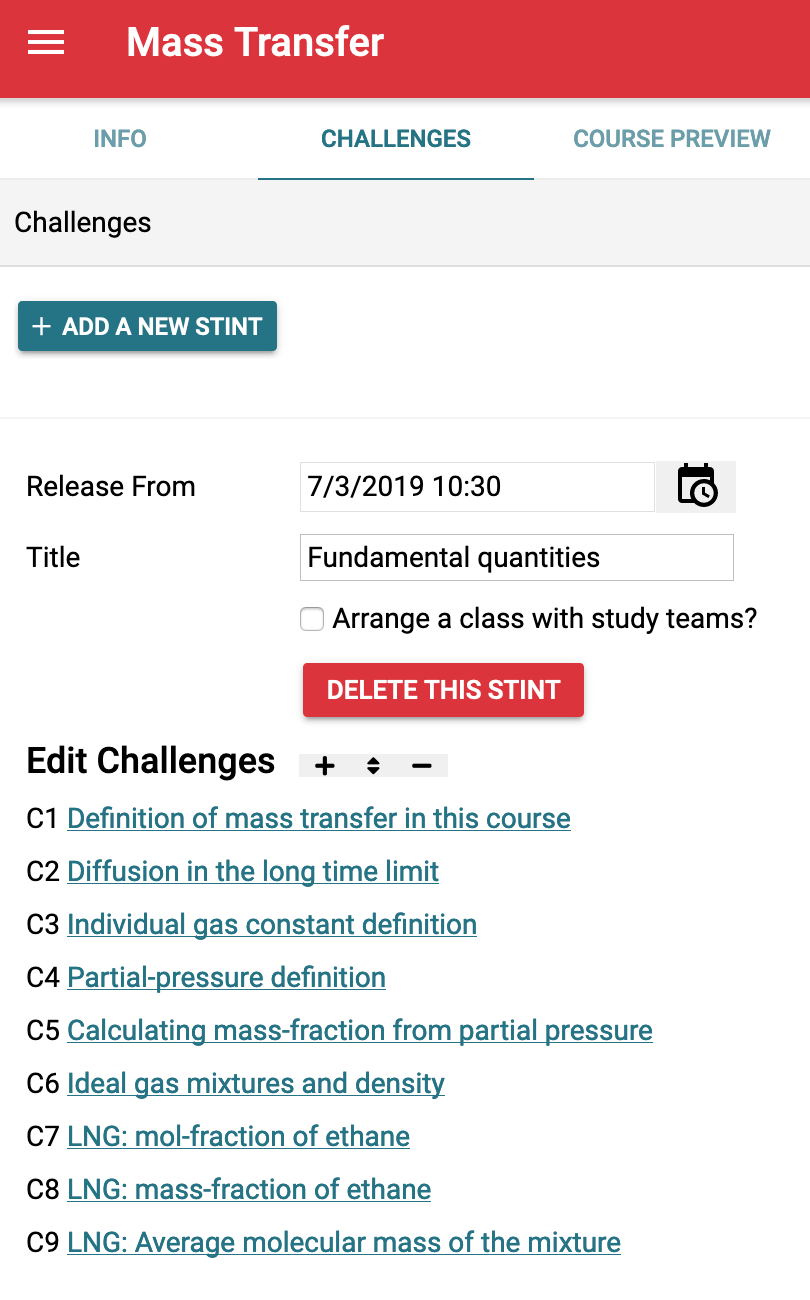 Mass Transfer
INFO CHALLENGES COURSE PREVIEW
Challenges
+ ADD A NEW STINT
Release From 7/3/2019 10:30
Title Fundamental quantities
Arrange a class with study teams?
DELETE THIS STINT
Edit Challenges
C1 Definition of mass transfer in this course
C2 Diffusion in the long time limit
C3 Individual gas constant definition
C4 Partial-pressure definition
C5 Calculating mass-fraction from partial pressure
C6 Ideal gas mixtures and density
C7 LNG: mol-fraction of ethane
C8 LNG: mass-fraction of ethane
C9 LNG: Average molecular mass of the mixture